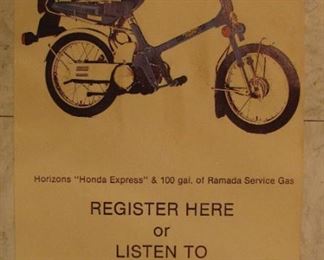 Horizons "Honda Express" & 100 gal. of Ramada Service Gas
REGISTER HERE
or
LISTEN TO